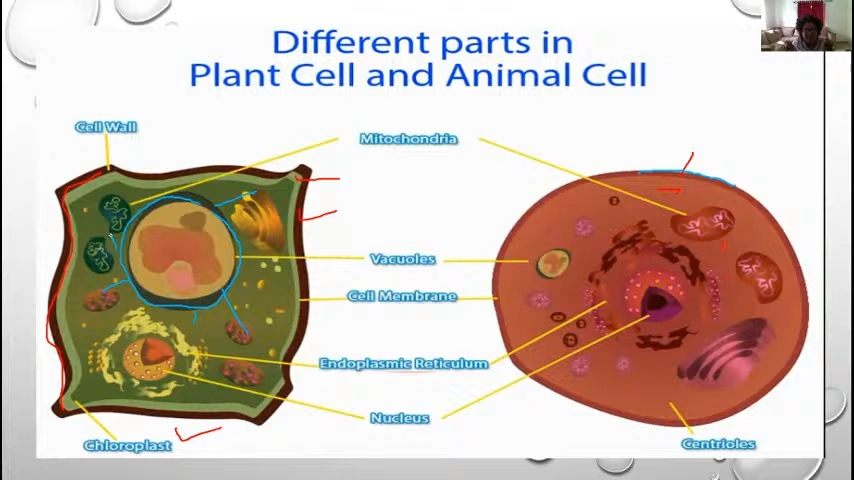 Different parts in
Plant Cell and Animal Cell
Cell Wall
Mitochondria
Vacuoles
Cell Membrane
Endoplasmic Reticulum
Nucleus
Chloroplast
Centrioles